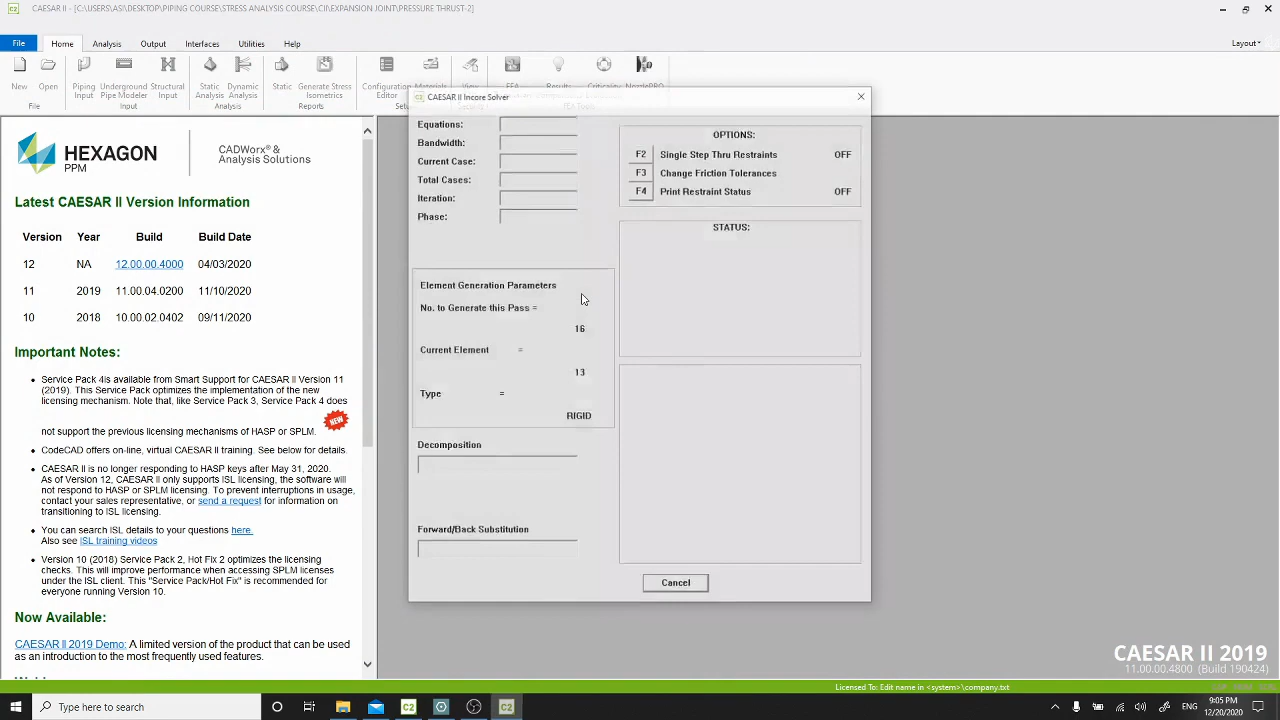 CAESAR II - [C:\USERS\ASI\DESKTOP\PIPING COURSE\STRESS ANALYSIS COURSE\CII\EXPANSION JOINT\PRESSURE THRUST-2]
File Home Analysis Output Interfaces Utilities Help Layout
New Open Piping Input Underground Pipe Modeler Structural Input Static Analysis Dynamic Analysis Static Generate Stress Isometrics Configuration Editor Materials
File Input Analysis Reports
CAESAR II Incore Solver
HEXAGON
PPM
CADWorx® &
Analysis Solutions
Latest CAESAR II Version Information
Version Year Build Build Date
12 NA 12.00.00.4000 04/03/2020
11 2019 11.00.04.0200 11/10/2020
10 2018 10.00.02.0402 09/11/2020
Important Notes:
Service Pack 4is available from Smart Support for CAESAR II Version 11
(2019). This Service Pack optimizes the implementation of the new
licensing mechanism. Note that, like Service Pack 3, Service Pack 4 does
NEW
not support the previous licensing mechanisms of HASP or SPLM.
CodeCAD offers on-line, virtual CAESAR II training. See below for details.
CAESAR II is no longer responding to HASP keys after May 31, 2020.
As of Version 12, CAESAR II only supports ISL licensing, the software will
not respond to HASP or SPLM licensing. To prevent interruptions in usage,
contact your sales representative, or send a request for information on
transitioning to ISL licensing.
You can search ISL details to your questions here.
Also see ISL training videos
Version 10 (2018) Service Pack 2, Hot Fix 2 optimizes the licensing
checks. This will improve performance when accessing SPLM licenses
under the ISL client. This "Service Pack/Hot Fix" is recommended for
everyone running Version 10.
Now Available:
CAESAR II 2019 Demo: A limited version of the product that can be used
as an introduction to the most frequently used features.
Equations:
Bandwidth:
Current Case:
Total Cases:
Iteration:
Phase:
Element Generation Parameters
No. to Generate this Pass =
16
Current Element =
13
Type =
RIGID
Decomposition
Forward/Back Substitution
OPTIONS:
F2 Single Step Thru Restraints OFF
F3 Change Friction Tolerances
F4 Print Restraint Status OFF
STATUS:
Cancel
CAESAR II 2019
11.00.00.4800 (Build 190424)
Licensed To: Edit name in <system>\company.txt
Type here to search
ENG
9:05 PM
12/20/2020